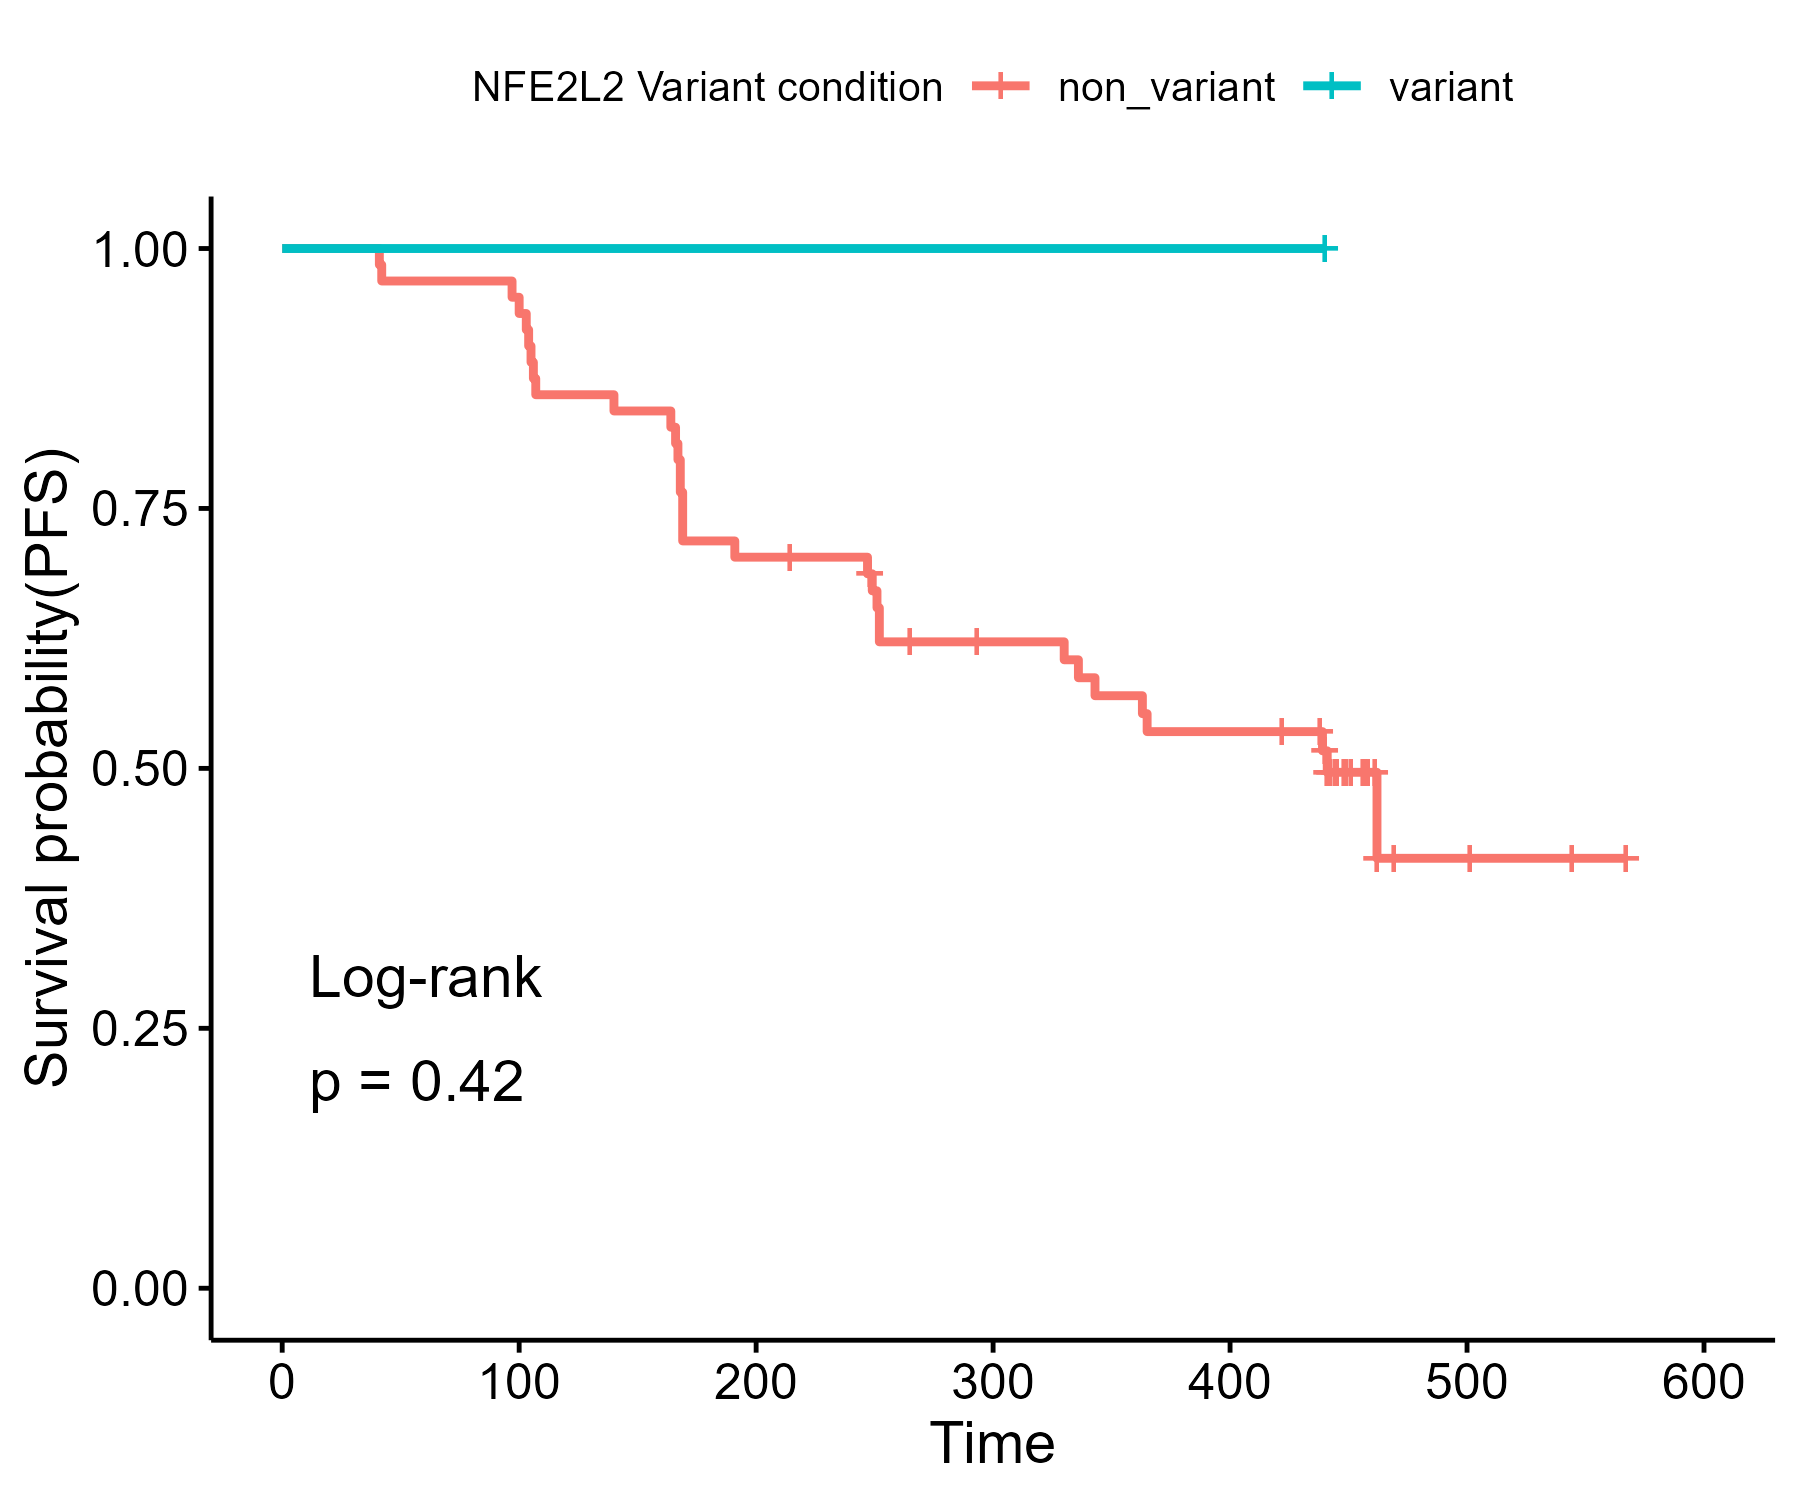 NFE2L2 Variant condition non_variant variant
Survival probability(PFS)
1.00
0.75
0.50
0.25
0.00
Log-rank
p = 0.42
0 100 200 300 400 500 600
Time